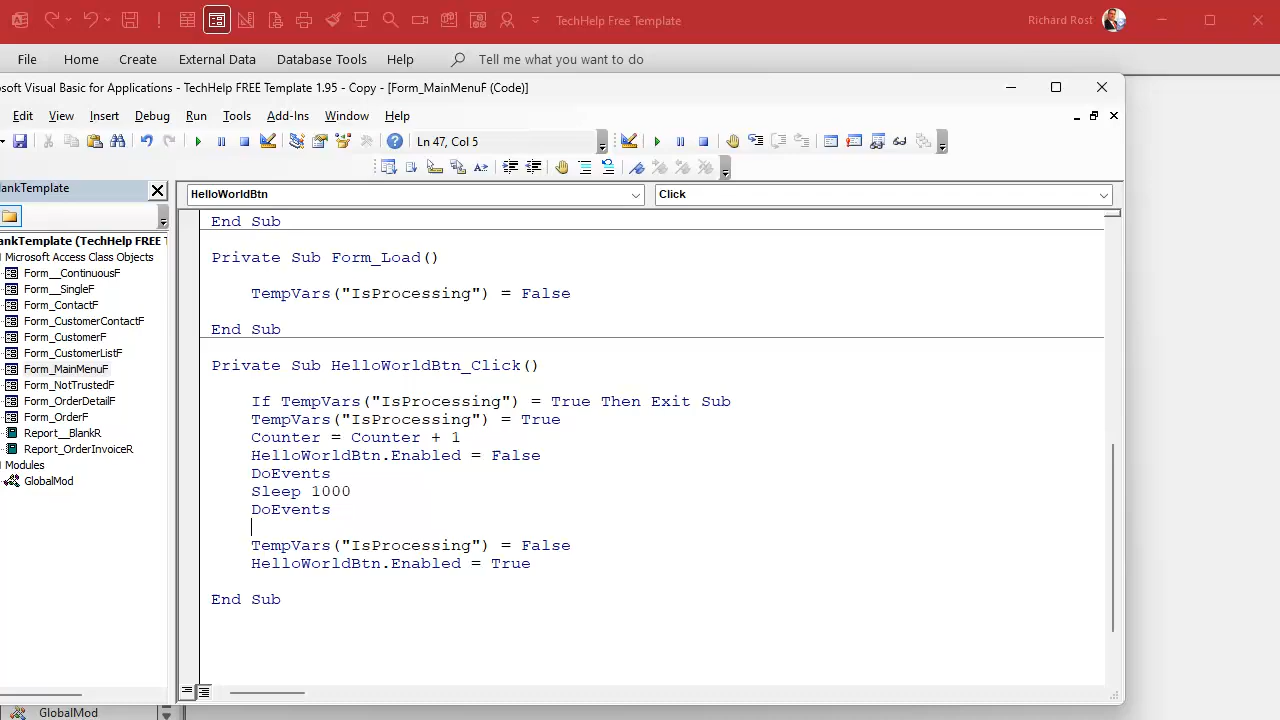 TechHelp Free Template
Richard Rost
File Home Create External Data Database Tools Help Tell me what you want to do
osoft Visual Basic for Applications - TechHelp FREE Template 1.95 - Copy - [Form_MainMenuF (Code)]
Edit View Insert Debug Run Tools Add-Ins Window Help
Ln 47, Col 5
lankTemplate
ankTemplate (TechHelp FREE T
Microsoft Access Class Objects
Form__ContinuousF
Form__SingleF
Form_ContactF
Form_CustomerContactF
Form_CustomerF
Form_CustomerListF
Form_MainMenuF
Form_NotTrustedF
Form_OrderDetailF
Form_OrderF
Report__BlankR
Report_OrderInvoiceR
Modules
GlobalMod
HelloWorldBtn Click
End Sub
Private Sub Form_Load()
TempVars("IsProcessing") = False
End Sub
Private Sub HelloWorldBtn_Click()
If TempVars("IsProcessing") = True Then Exit Sub
TempVars("IsProcessing") = True
Counter = Counter + 1
HelloWorldBtn.Enabled = False
DoEvents
Sleep 1000
DoEvents
TempVars("IsProcessing") = False
HelloWorldBtn.Enabled = True
End Sub
GlobalMod